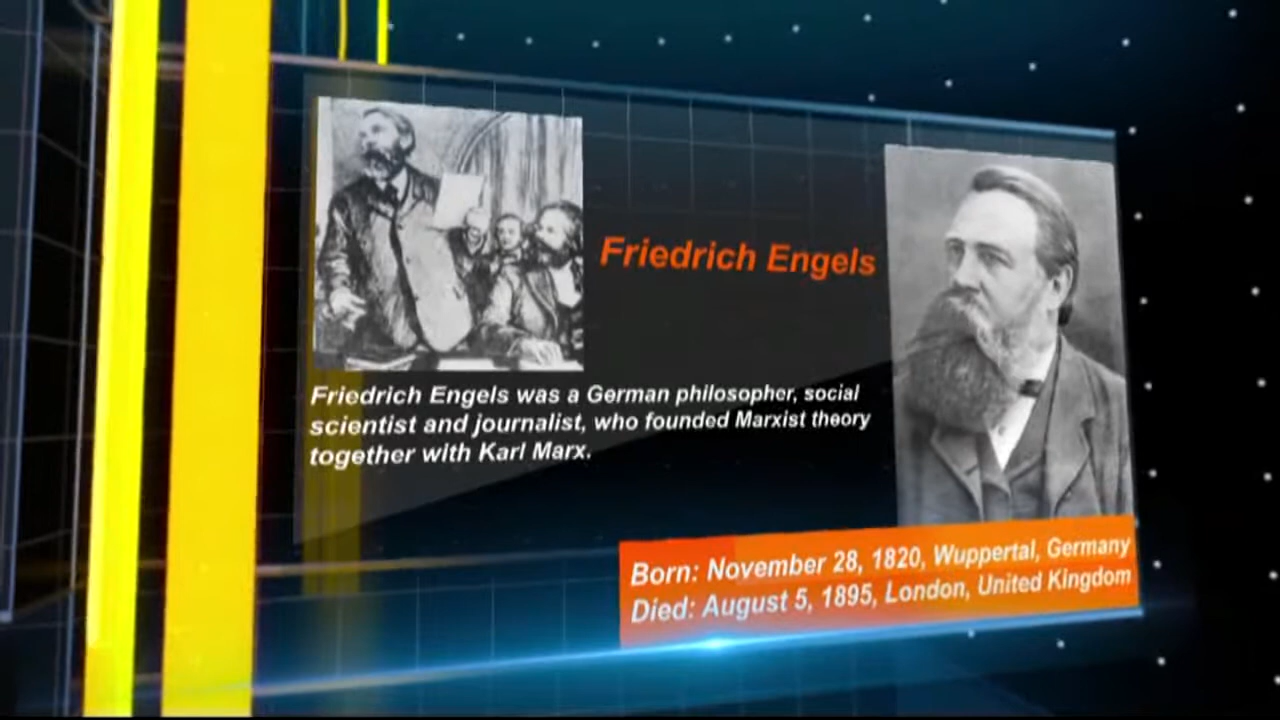 Friedrich Engels
Friedrich Engels was a German philosopher, social
scientist and journalist, who founded Marxist theory
together with Karl Marx.
Born: November 28, 1820, Wuppertal, Germany
Died: August 5, 1895, London, United Kingdom